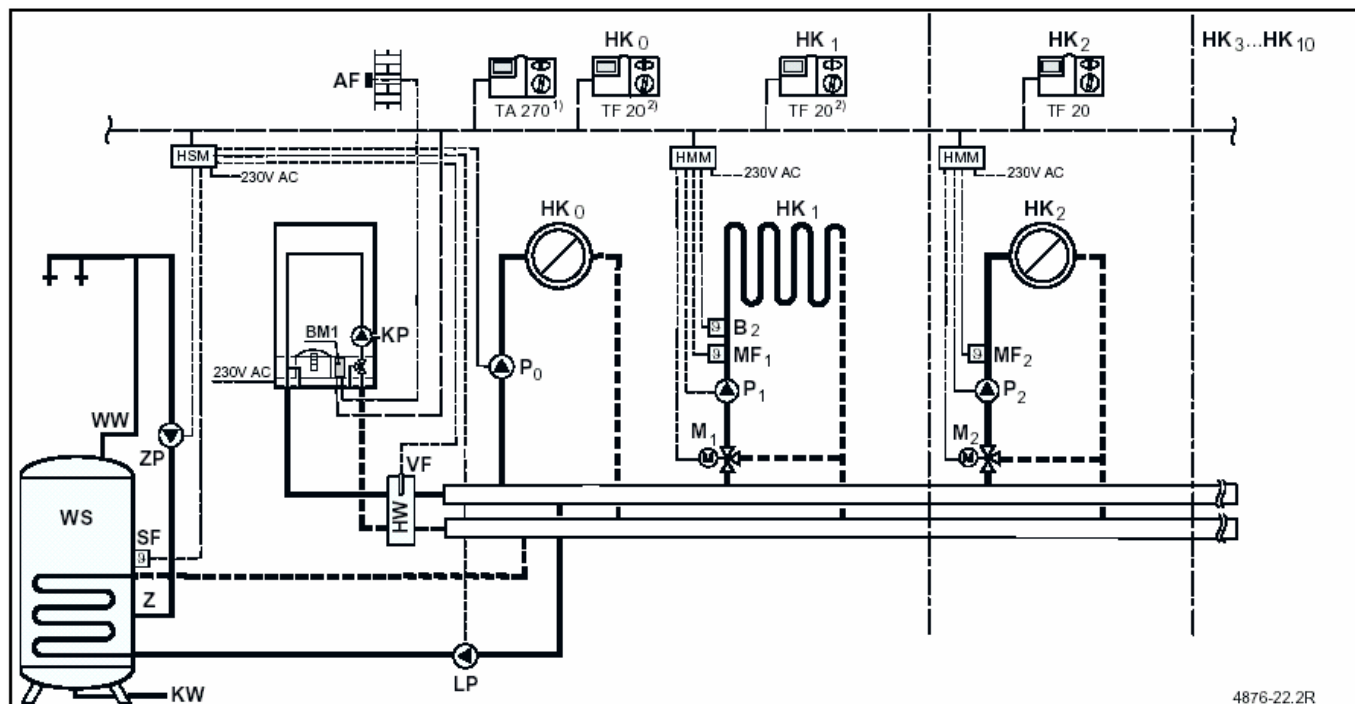 HK 0
HK 1
HK 2
HK 3...HK 10
AF
TA 270 1)
TF 20 2)
TF 20 2)
TF 20
HSM
HMM
HMM
230V AC
230V AC
230V AC
HK 0
HK 1
HK 2
BM1
KP
B 2
MF 1
MF 2
230V AC
P 0
P 1
P 2
WW
ZP
M 1
M
M 2
M
VF
HW
WS
SF
Z
LP
KW
4876-22.2R